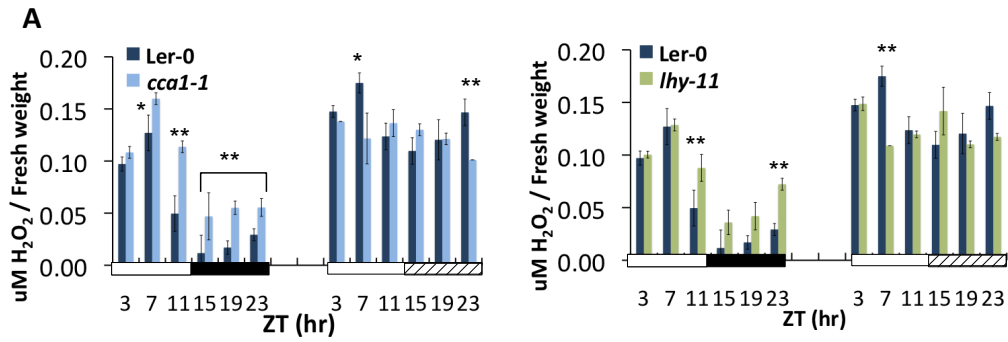 A
uM H2O2 / Fresh weight
0.20
0.15
0.10
0.05
0.00
Ler-0
cca1-1
*
**
**
*
**
3 7 11 15 19 23 3 7 11 15 19 23
ZT (hr)
uM H2O2 / Fresh weight
0.20
0.15
0.10
0.05
0.00
Ler-0
lhy-11
**
**
**
3 7 11 15 19 23 3 7 11 15 19 23
ZT (hr)